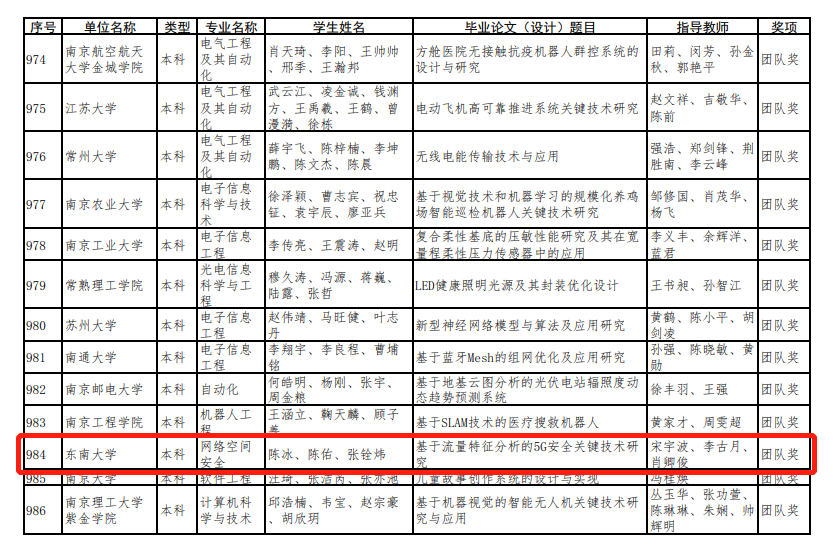 序号 单位名称 类型 专业名称 学生姓名 毕业论文（设计）题目 指导教师 奖项
974 南京航空航天大学金城学院 本科 电气工程及其自动化 肖天琦、李阳、王帅帅、邢季、王瀚邦 方舱医院无接触抗疫机器人群控系统的设计与研究 田莉、闵芳、孙金秋、郭艳平 团队奖
975 江苏大学 本科 电气工程及其自动化 武云江、凌金诚、钱渊方、王禹羲、王鹤、曾漫漪、徐栋 电动飞机高可靠推进系统关键技术研究 赵文祥、吉敬华、陈前 团队奖
976 常州大学 本科 电气工程及其自动化 薛宇飞、陈梓楠、李坤鹏、陈文杰、陈晨 无线电能传输技术与应用 强浩、郑剑锋、荆胜南、李云峰 团队奖
977 南京农业大学 本科 电子信息科学与技术 徐泽颖、曹志宾、祝忠钲、袁宇辰、廖亚兵 基于视觉技术和机器学习的规模化养鸡场智能巡检机器人关键技术研究 邹修国、肖茂华、杨飞 团队奖
978 南京工业大学 本科 电子信息工程 李传亮、王震涛、赵明 复合柔性基底的压敏性能研究及其在宽量程柔性压力传感器中的应用 李义丰、余辉洋、蓝君 团队奖
979 常熟理工学院 本科 光电信息科学与工程 穆久涛、冯源、蒋巍、陆露、张哲 LED健康照明光源及其封装优化设计 王书昶、孙智江 团队奖
980 苏州大学 本科 电子信息工程 赵伟靖、马旺健、叶志丹 新型神经网络模型与算法及应用研究 黄鹤、陈小平、胡剑凌 团队奖
981 南通大学 本科 电子信息工程 李翔宇、李良程、曹埔铭 基于蓝牙Mesh的组网优化及应用研究 孙强、陈晓敏、黄勋 团队奖
982 南京邮电大学 本科 自动化 何皓明、杨刚、张宇、周金粮 基于地基云图分析的光伏电站辐照度动态趋势预测系统 徐丰羽、王强 团队奖
983 南京工程学院 本科 机器人工程 王涵立、鞠天麟、顾子善 基于SLAM技术的医疗搜救机器人 黄家才、周雯超 团队奖
984 东南大学 本科 网络空间安全 陈冰、陈佑、张铨炜 基于流量特征分析的5G安全关键技术研究 宋宇波、李古月、肖卿俊 团队奖
985 南京大学 本科 软件工程 汪琦、张浩芮、张亦弛 儿童故事创作系统的设计与实现 冯桂焕 团队奖
986 南京理工大学紫金学院 本科 计算机科学与技术 邱浩楠、韦宝、赵宗豪、胡欣玥 基于机器视觉的智能无人机关键技术研究与应用 丛玉华、张功萱、陈琳琳、朱娴、帅辉明 团队奖